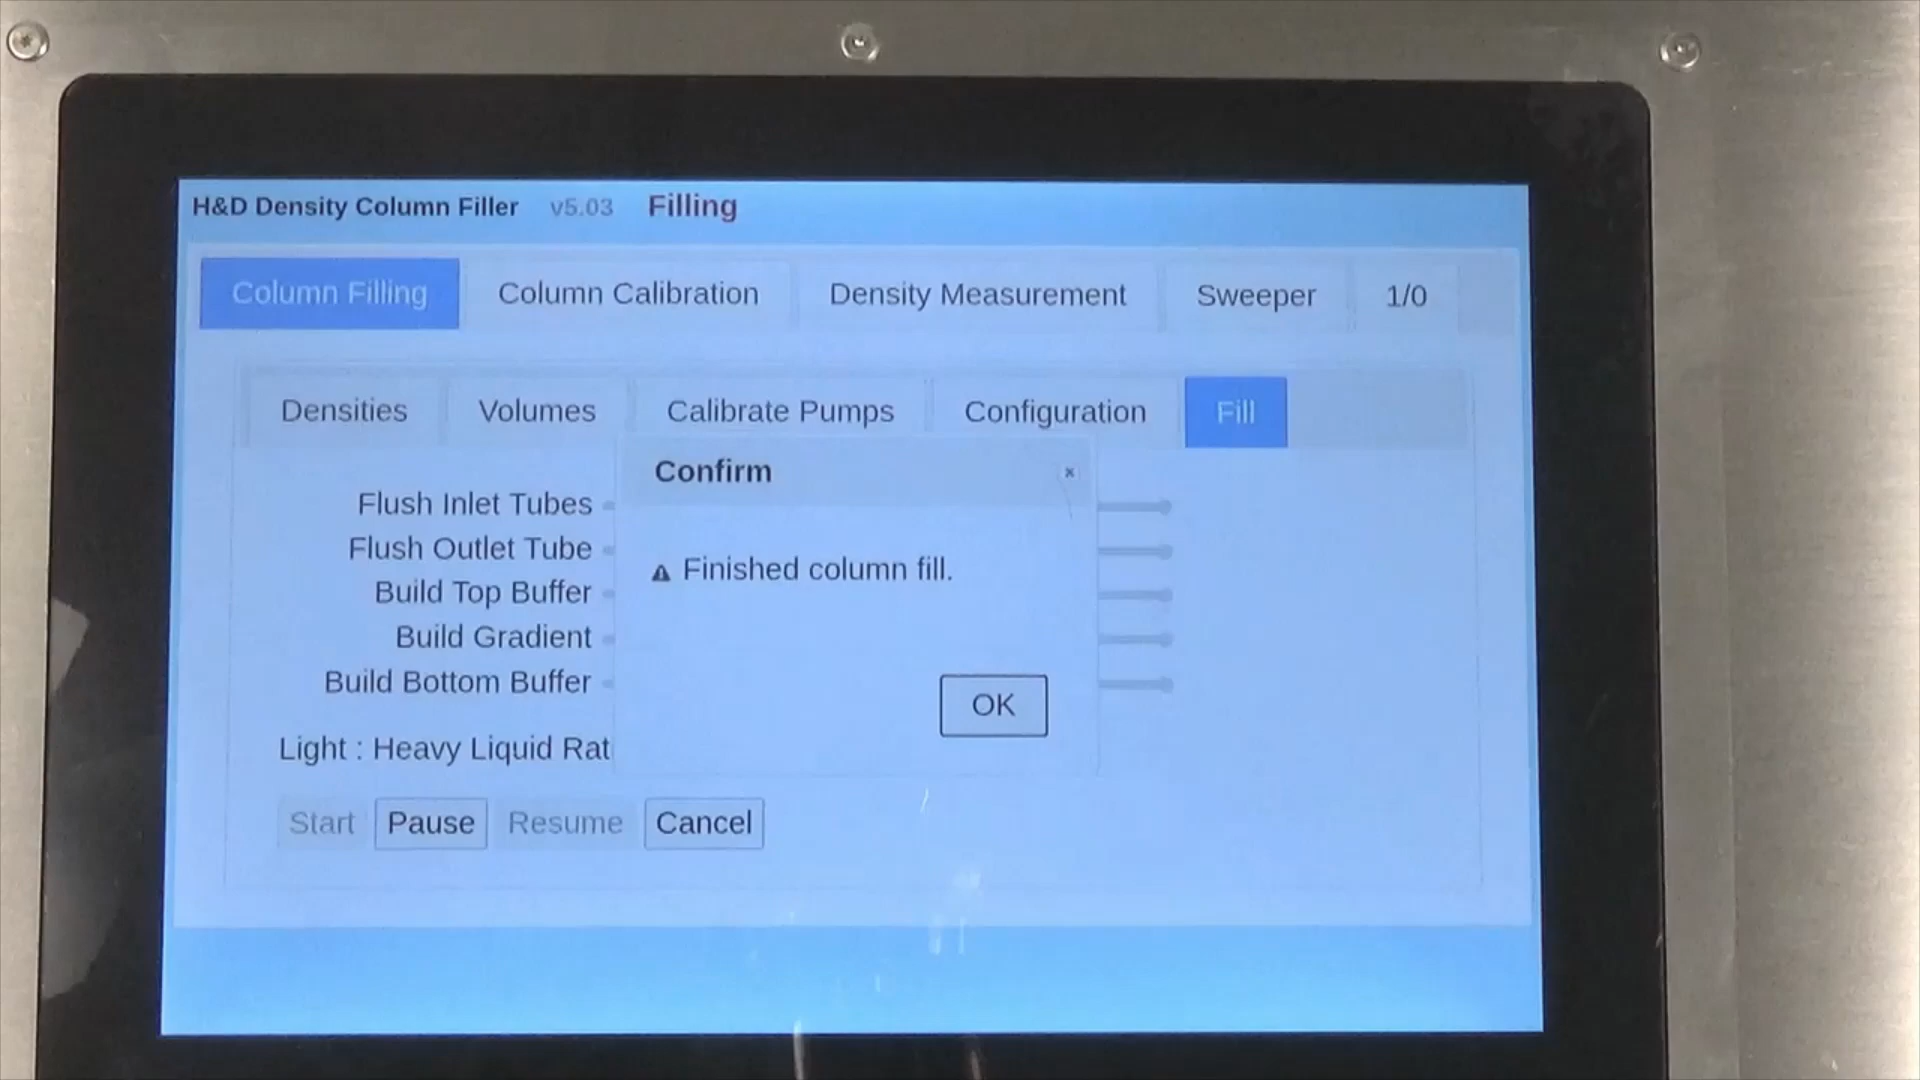 H&D Density Column Filler v5.03 Filling
Column Filling Column Calibration Density Measurement Sweeper 1/0
Densities Volumes Calibrate Pumps Configuration Fill
Confirm ×
Flush Inlet Tubes
Flush Outlet Tube
Finished column fill.
Build Top Buffer
Build Gradient
Build Bottom Buffer
OK
Light : Heavy Liquid Rat
Start Pause Resume Cancel